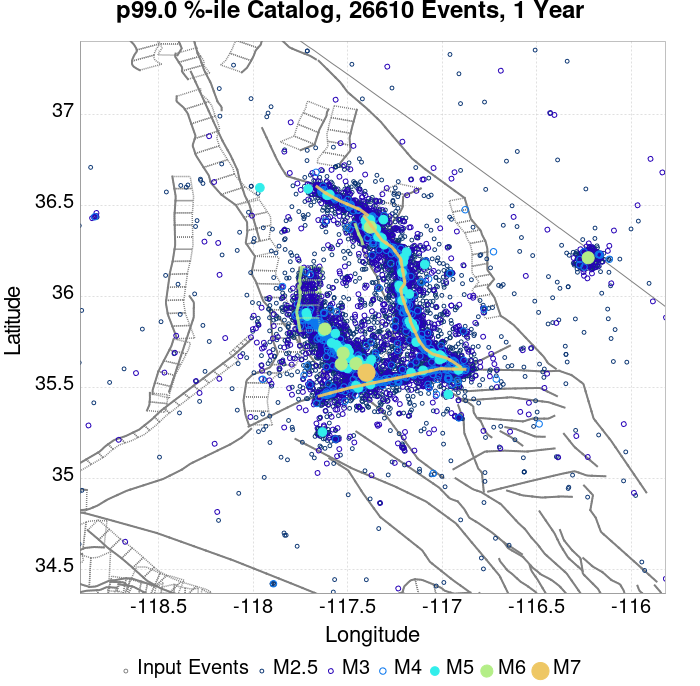 p99.0 %-ile Catalog, 26610 Events, 1 Year
37
36.5
36
35.5
35
34.5
Latitude
-118.5 -118 -117.5 -117 -116.5 -116
Longitude
Input Events M2.5 M3 M4 M5 M6 M7